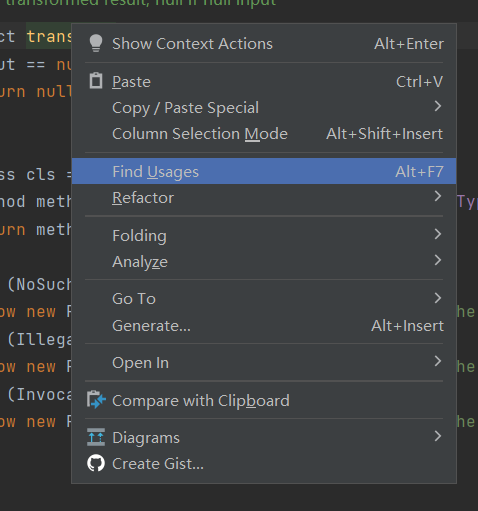 transformed result, null if null input
ct trans
Show Context Actions Alt+Enter
ut == nu
Paste Ctrl+V
urn null
Copy / Paste Special
Column Selection Mode Alt+Shift+Insert
ss cls =
Find Usages Alt+F7
hod meth
Refactor
Typ
urn meth
Folding
Analyze
(NoSuch
Go To
ow new F
Generate... Alt+Insert
he
(Illega
Open In
ow new F
he
(Invoca
Compare with Clipboard
ow new F
he
Diagrams
Create Gist...